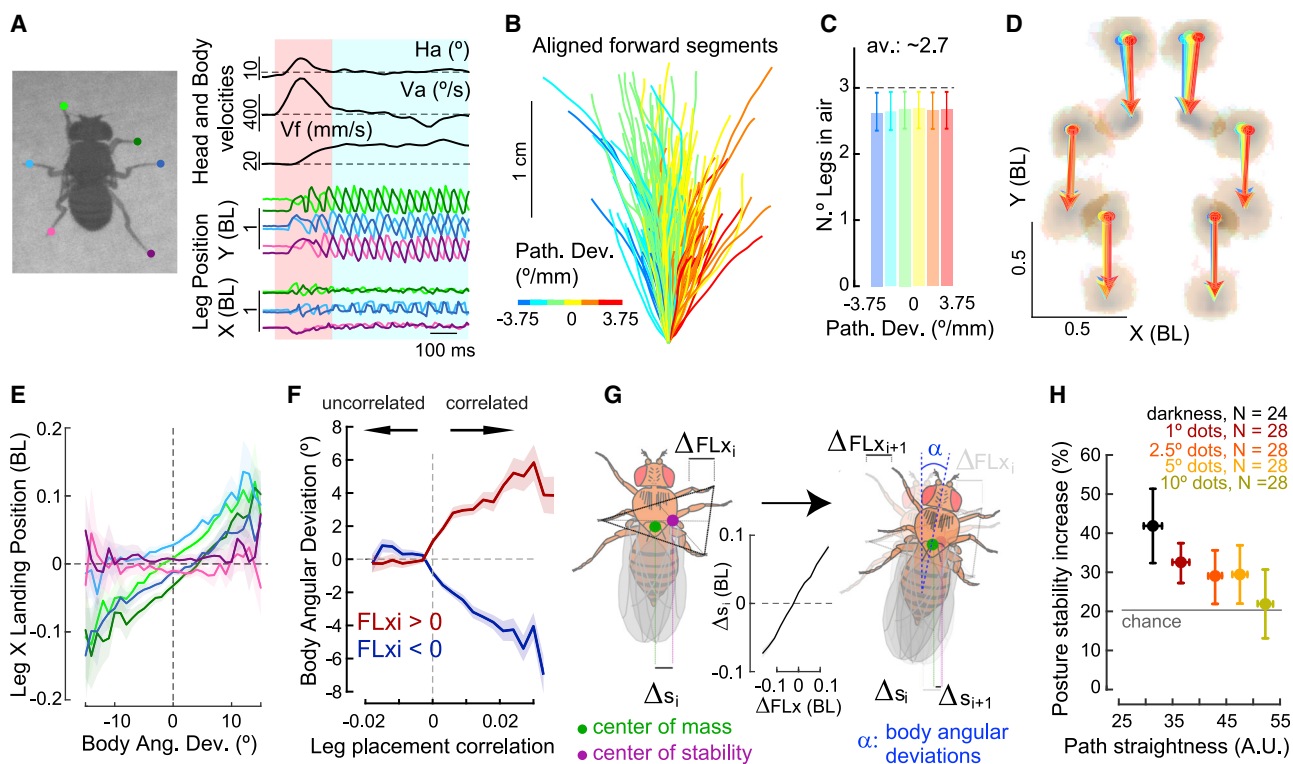 A
Head and Body
velocities
10
Ha (º)
400
Va (º/s)
20
Vf (mm/s)
Leg Position
Y (BL)
1
X (BL)
1
100 ms
B
Aligned forward segments
1 cm
Path. Dev.
(º/mm)
-3.75 0 3.75
C
av.: ~2.7
N.º Legs in air
3
2
1
0
-3.75 0 3.75
Path. Dev. (º/mm)
D
Y (BL)
0.5
0.5
X (BL)
E
Leg X Landing Position (BL)
0.2
0.1
0
-0.1
-0.2
-10 0 10
Body Ang. Dev. (º)
F
uncorrelated correlated
Body Angular Deviation (º)
8
6
4
2
0
-2
-4
-6
-8
FLxi > 0
FLxi < 0
-0.02 0 0.02
Leg placement correlation
G
ΔFLxi
Δsi
center of mass
center of stability
Δsi (BL)
0.1
0
-0.1
-0.1 0 0.1
ΔFLx (BL)
ΔFLxi+1
α
ΔFLxi
Δsi
Δsi+1
α: body angular
deviations
H
darkness, N = 24
1º dots, N = 28
2.5º dots, N = 28
5º dots, N = 28
10º dots, N =28
Posture stability increase (%)
60
50
40
30
20
10
0
chance
25 35 45 55
Path straightness (A.U.)